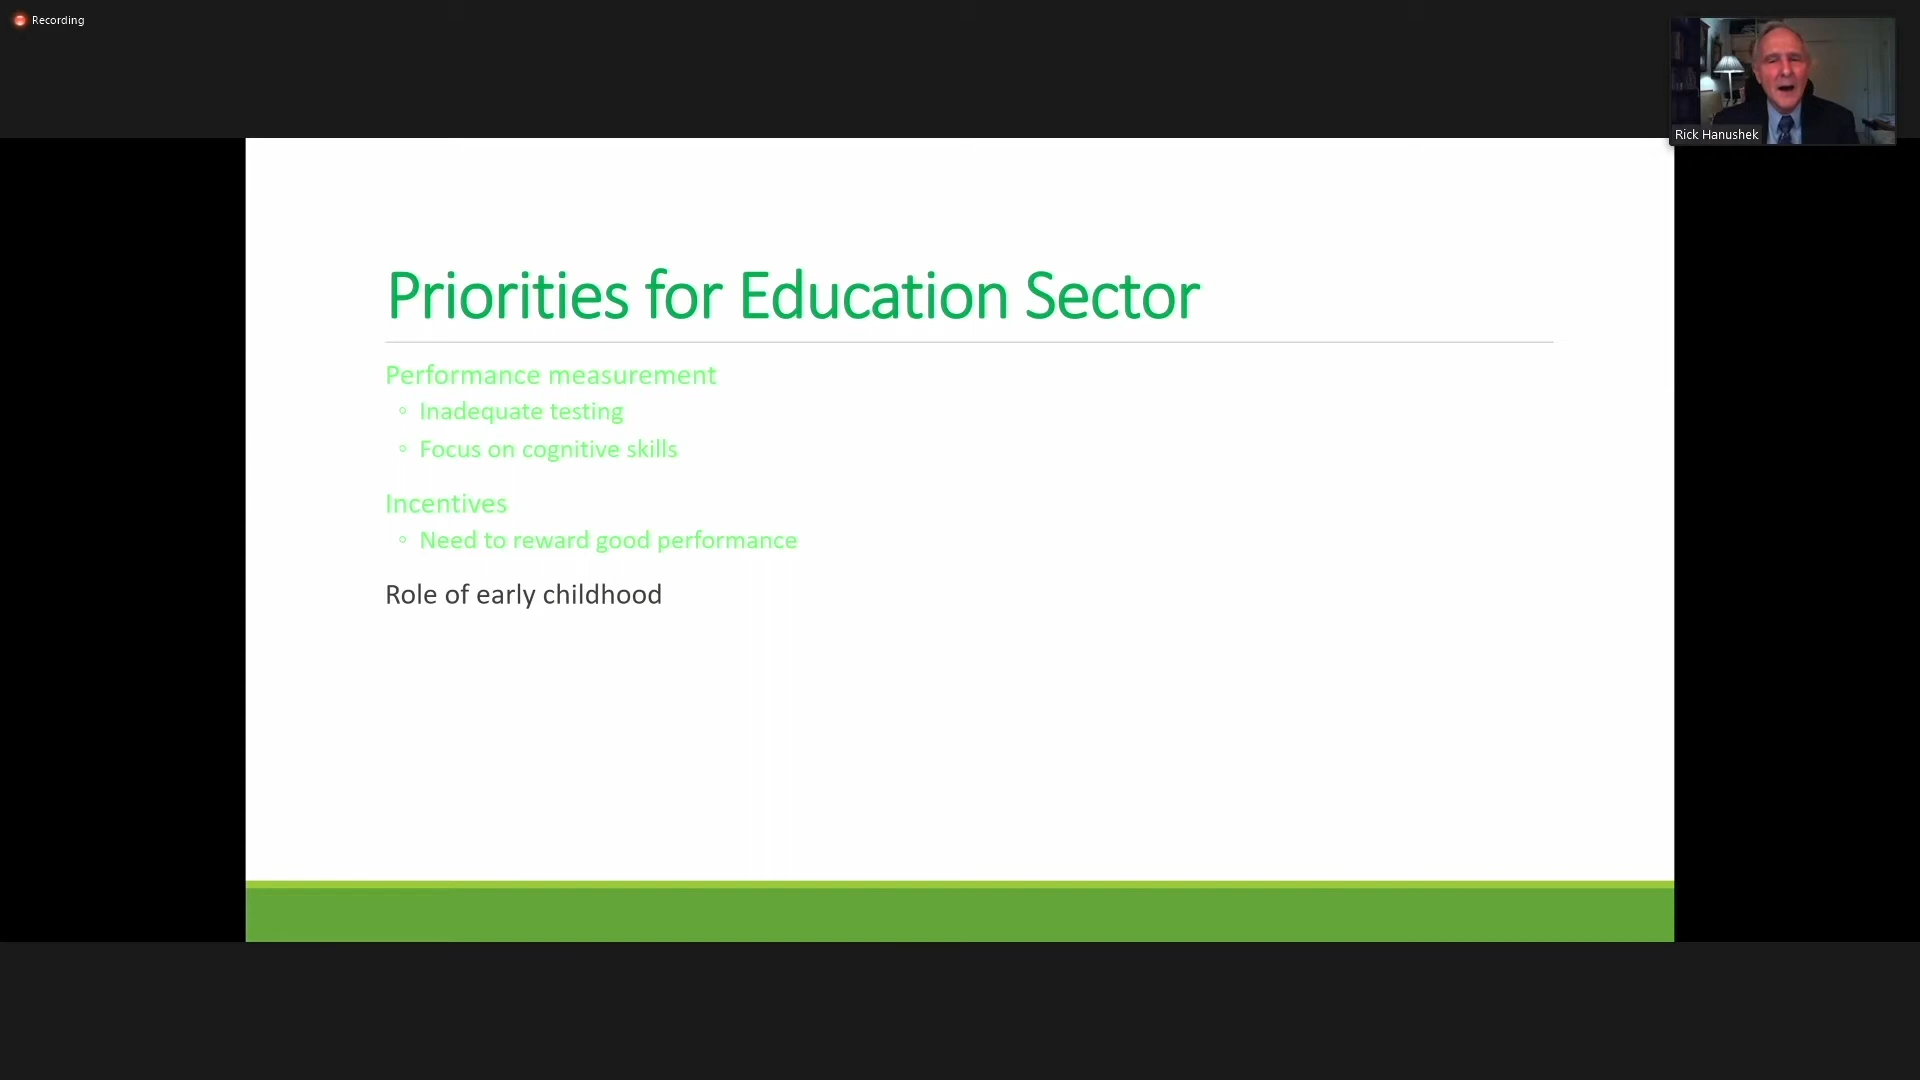 Recording
Rick Hanushek
Priorities for Education Sector
Performance measurement
◦ Inadequate testing
◦ Focus on cognitive skills
Incentives
◦ Need to reward good performance
Role of early childhood